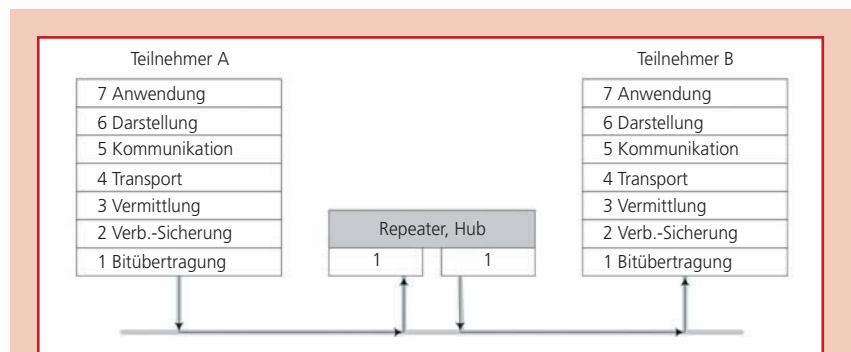 Teilnehmer A
7 Anwendung
6 Darstellung
5 Kommunikation
4 Transport
3 Vermittlung
2 Verb.-Sicherung
1 Bitübertragung
Repeater, Hub
1 1
Teilnehmer B
7 Anwendung
6 Darstellung
5 Kommunikation
4 Transport
3 Vermittlung
2 Verb.-Sicherung
1 Bitübertragung